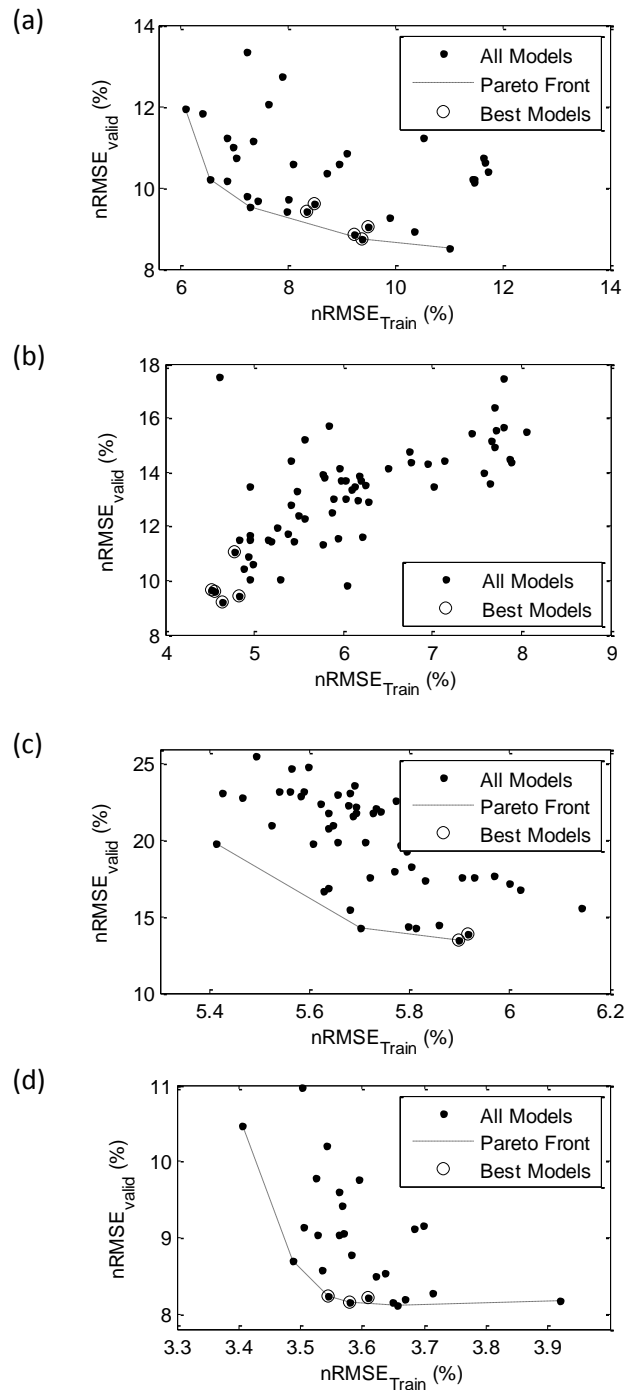 (a)
14
12
10
8
6
8
10
12
14
nRMSE_valid (%)
nRMSE_Train (%)
All Models
Pareto Front
Best Models
(b)
18
16
14
12
10
8
4
5
6
7
8
9
nRMSE_valid (%)
nRMSE_Train (%)
All Models
Best Models
(c)
25
20
15
10
5.4
5.6
5.8
6
6.2
nRMSE_valid (%)
nRMSE_Train (%)
All Models
Pareto Front
Best Models
(d)
11
10
9
8
3.3
3.4
3.5
3.6
3.7
3.8
3.9
nRMSE_valid (%)
nRMSE_Train (%)
All Models
Pareto Front
Best Models